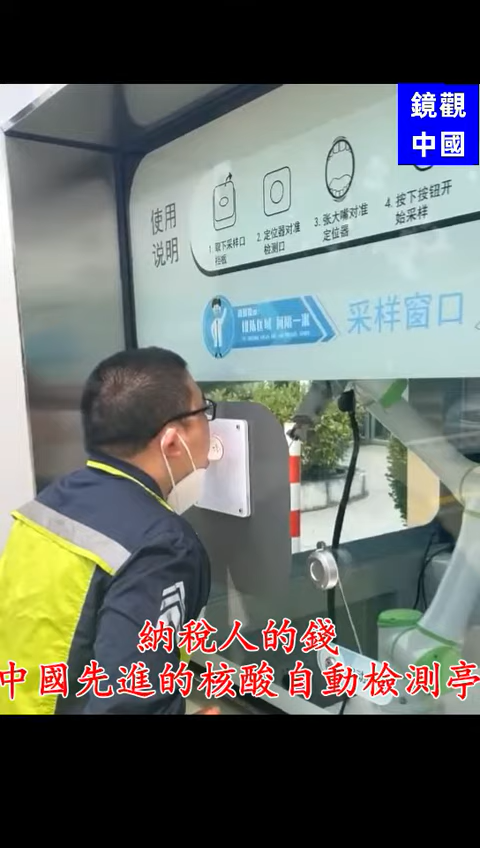 鏡觀
中國
使用
说明
1. 取下采样口
挡板
2. 定位器对准
检测口
3. 张大嘴对准
定位器
4. 按下按钮开
始采样
采样窗口
納稅人的錢
中國先進的核酸自動檢測亭